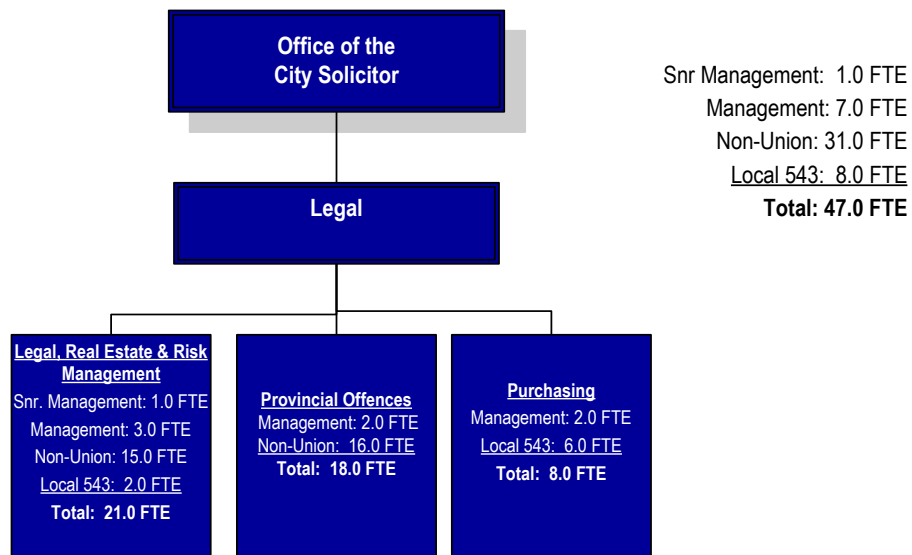 Office of the
City Solicitor
Snr Management: 1.0 FTE
Management: 7.0 FTE
Non-Union: 31.0 FTE
Local 543: 8.0 FTE
Total: 47.0 FTE
Legal
Legal, Real Estate & Risk
Management
Snr. Management: 1.0 FTE
Management: 3.0 FTE
Non-Union: 15.0 FTE
Local 543: 2.0 FTE
Total: 21.0 FTE
Provincial Offences
Management: 2.0 FTE
Non-Union: 16.0 FTE
Total: 18.0 FTE
Purchasing
Management: 2.0 FTE
Local 543: 6.0 FTE
Total: 8.0 FTE